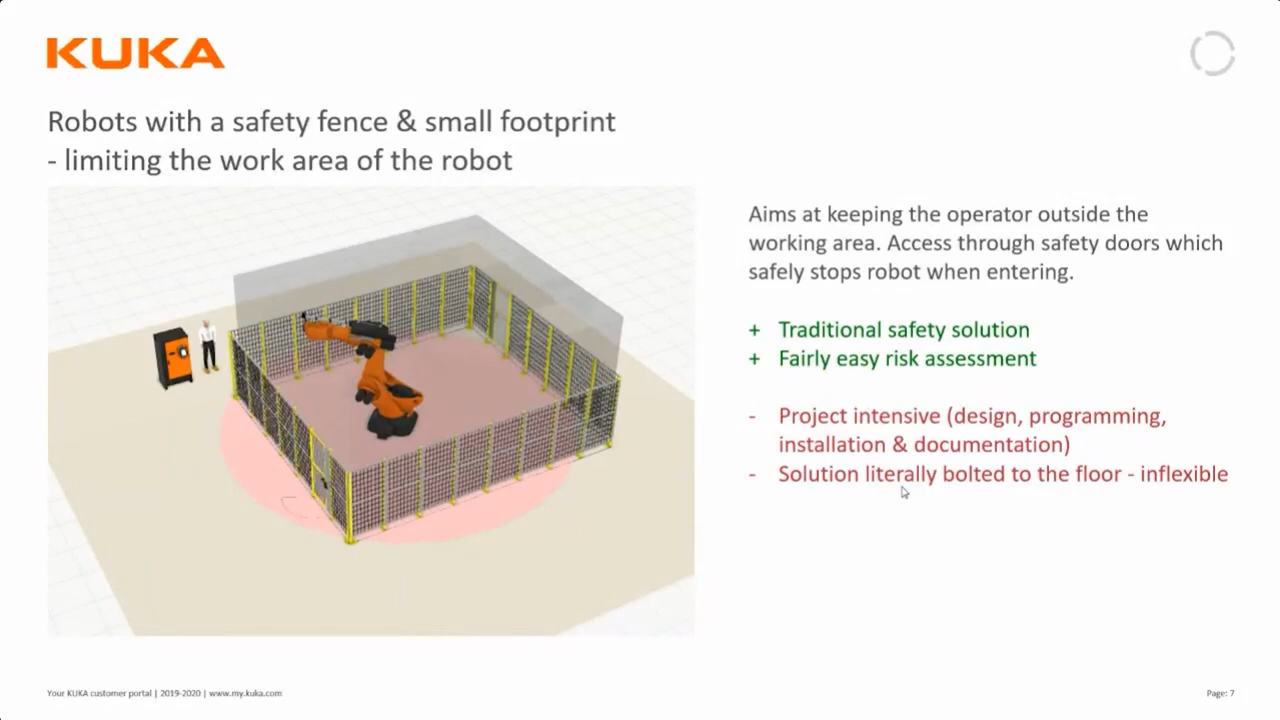 KUKA
Robots with a safety fence & small footprint
- limiting the work area of the robot
Aims at keeping the operator outside the
working area. Access through safety doors which
safely stops robot when entering.
+ Traditional safety solution
+ Fairly easy risk assessment
- Project intensive (design, programming,
installation & documentation)
- Solution literally bolted to the floor - inflexible
Your KUKA customer portal | 2019-2020 | www.my.kuka.com
Page: 7